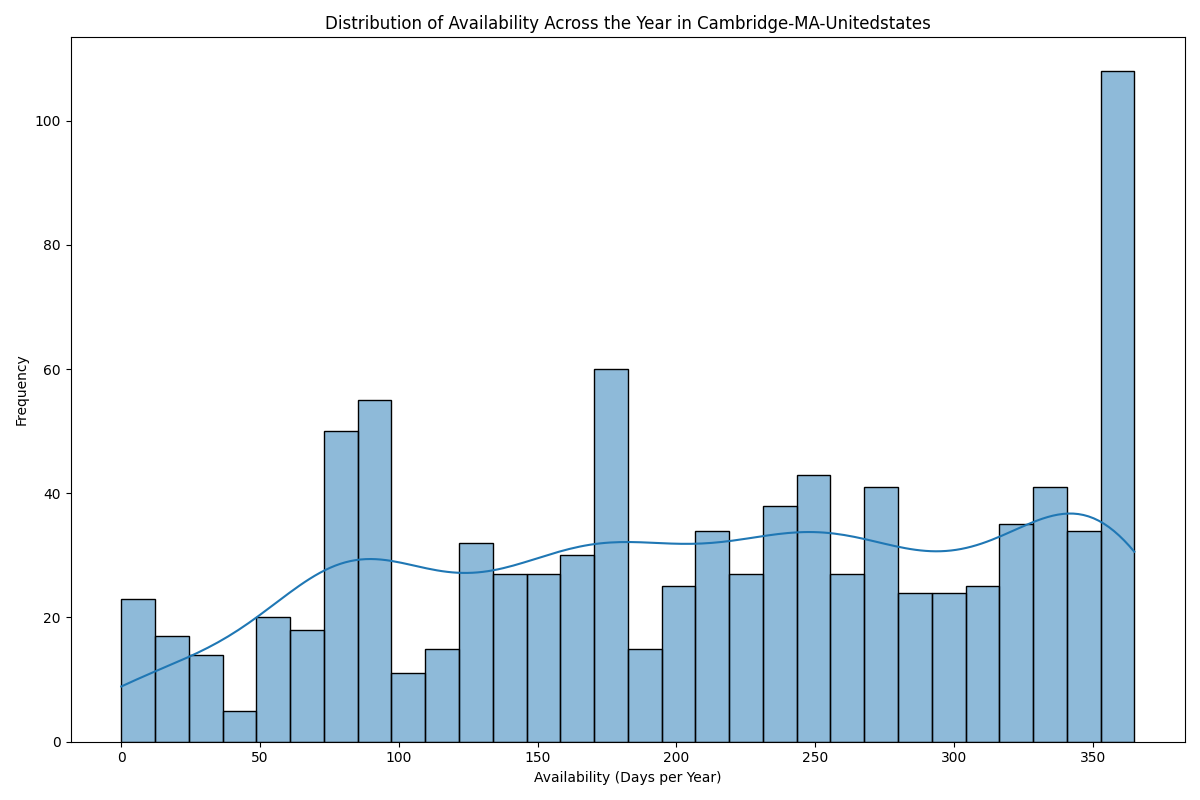 Distribution of Availability Across the Year in Cambridge-MA-Unitedstates
Frequency
100
80
60
40
20
0
0 50 100 150 200 250 300 350
Availability (Days per Year)